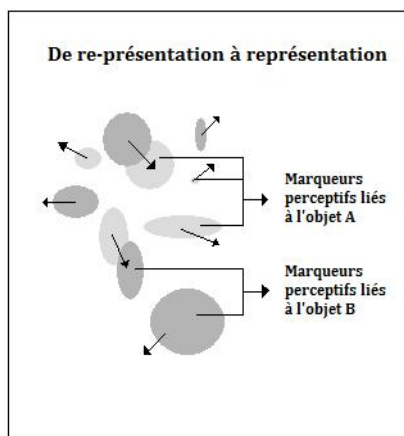 De re-présentation à représentation
Marqueurs
perceptifs liés
à l'objet A
Marqueurs
perceptifs liés
à l'objet B